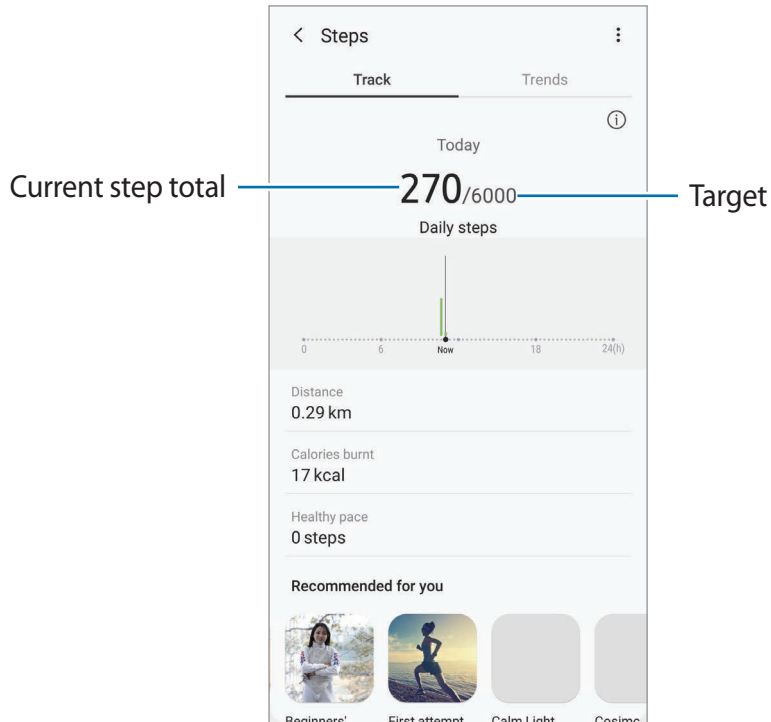 Steps
Track Trends
Today
Current step total 270/6000 Target
Daily steps
0 6 Now 18 24(h)
Distance
0.29 km
Calories burnt
17 kcal
Healthy pace
0 steps
Recommended for you
Beginners' First attempt Calm Light Cosimc